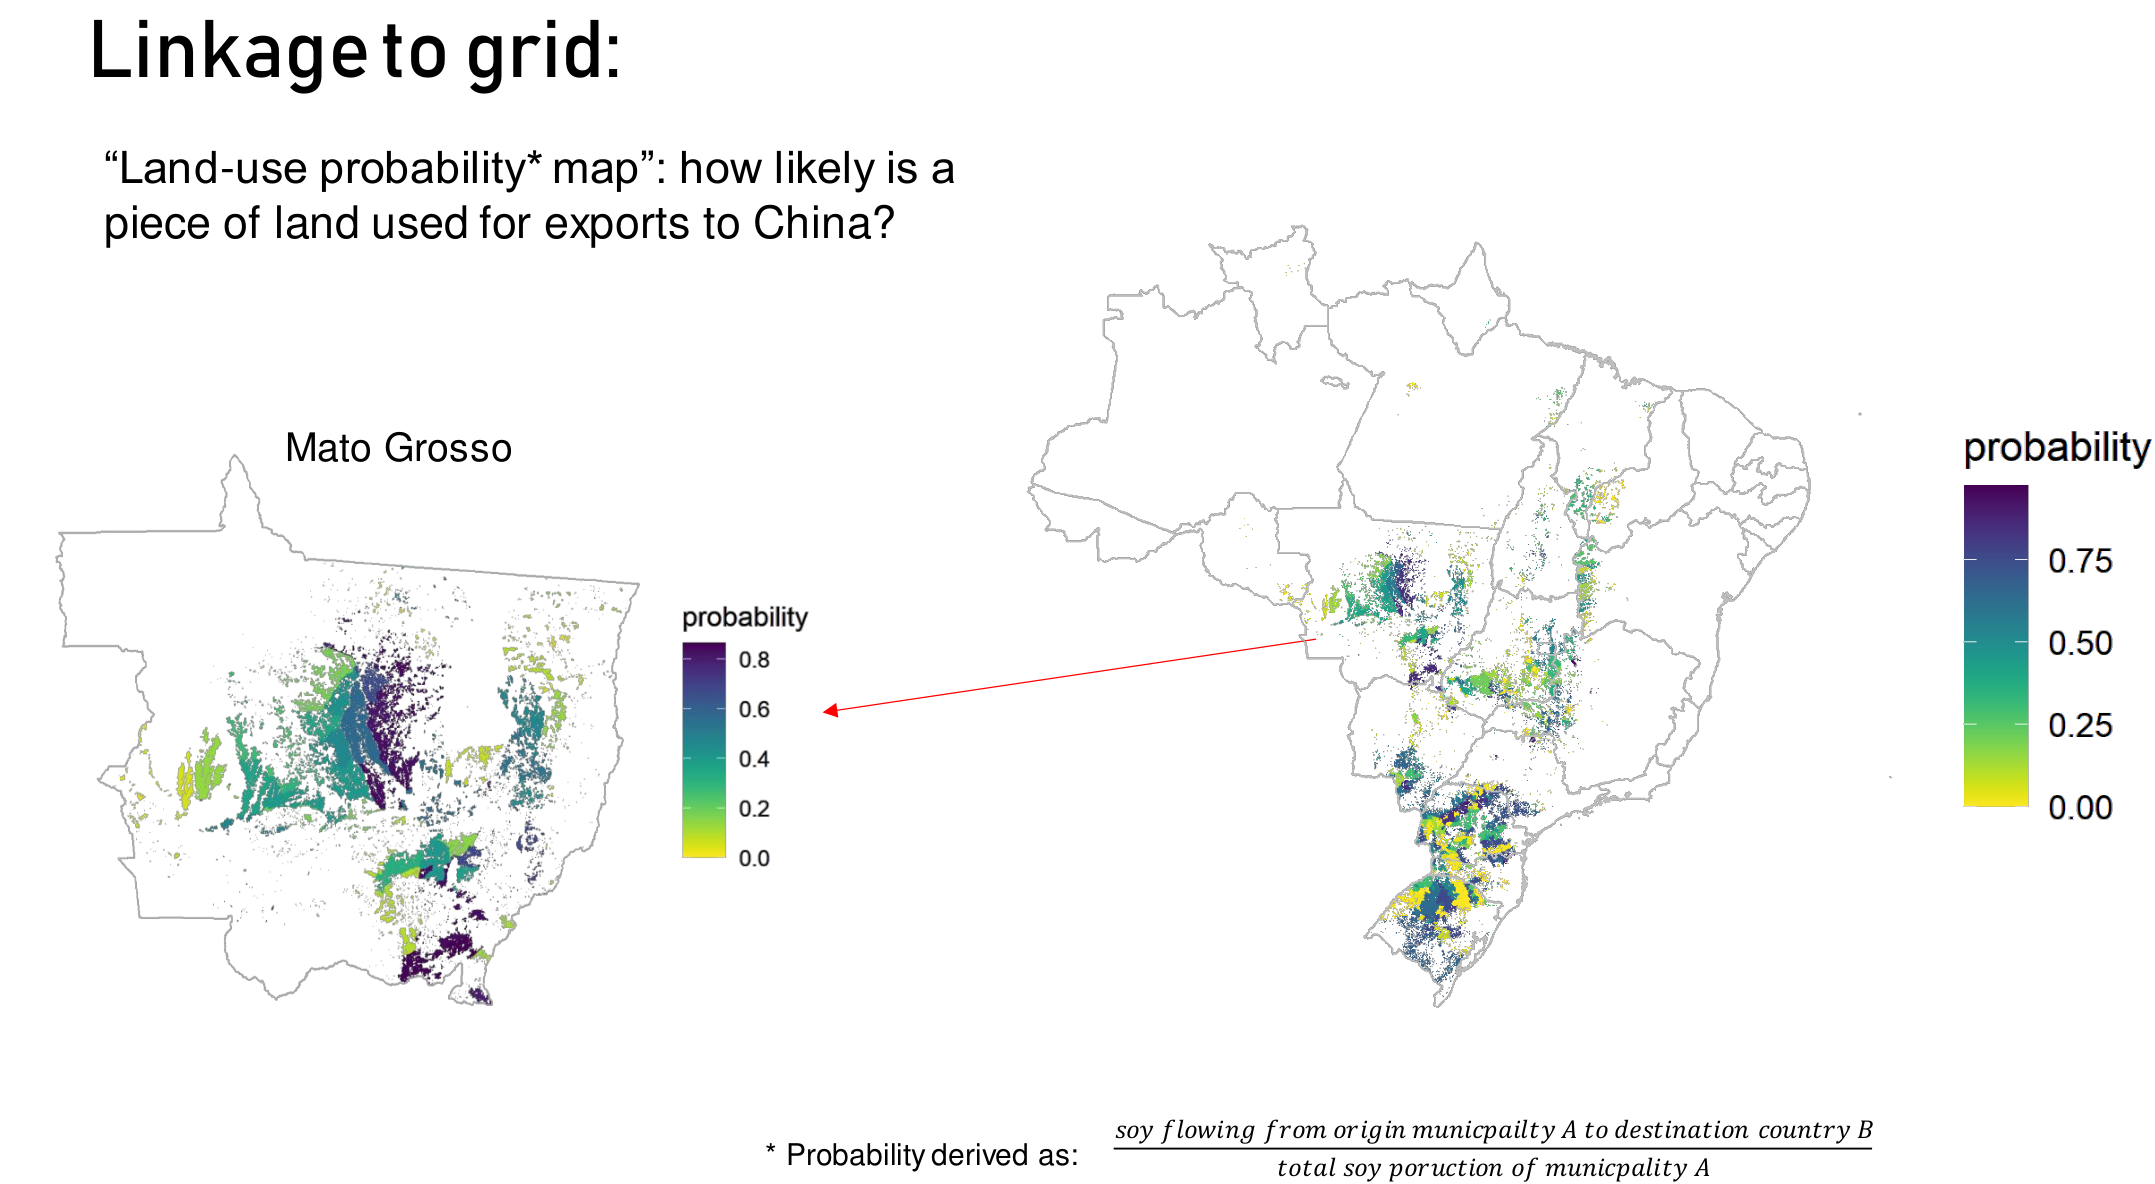 Linkage to grid:
“Land-use probability* map”: how likely is a
piece of land used for exports to China?
Mato Grosso
probability
0.8
0.6
0.4
0.2
0.0
probability
0.75
0.50
0.25
0.00
* Probability derived as:
soy flowing from origin municpailty A to destination country B
total soy poruction of municpality A